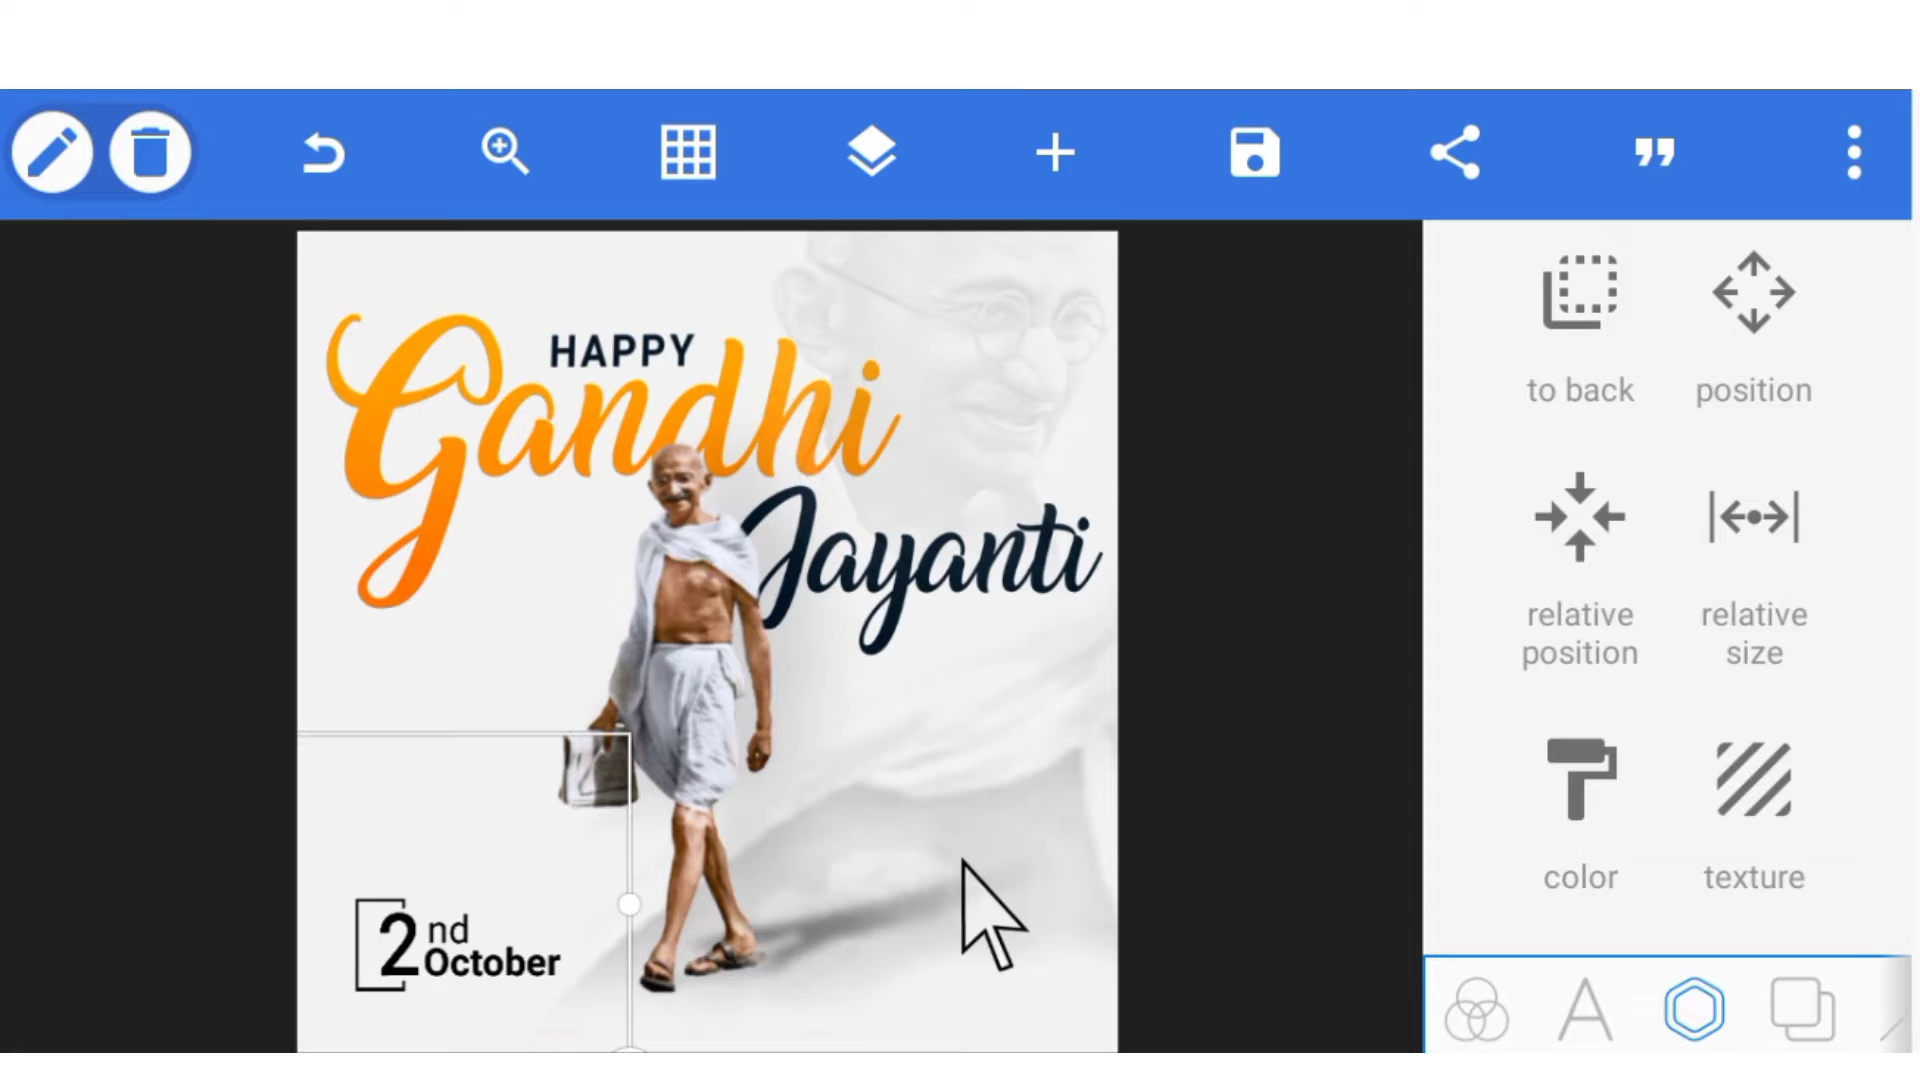 HAPPY
Gandhi
Jayanti
2nd
October
to back
position
relative
position
relative
size
color
texture